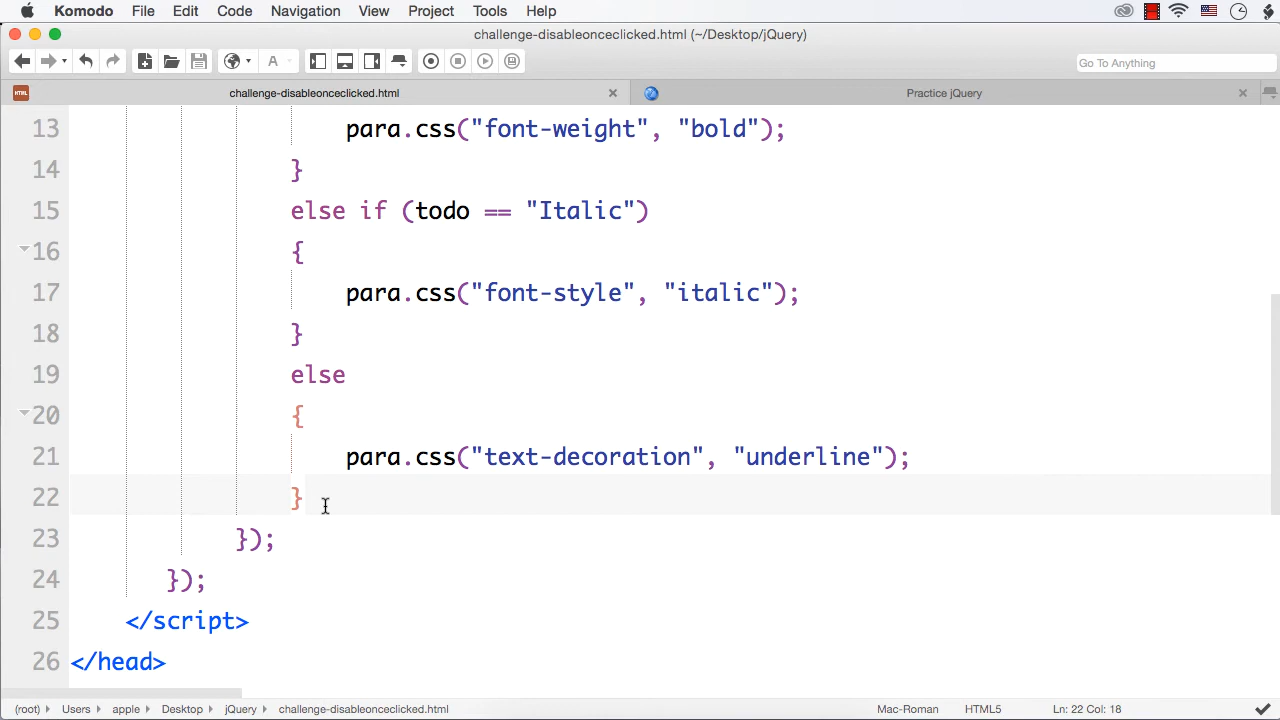 Komodo File Edit Code Navigation View Project Tools Help
challenge-disableonceclicked.html (~/Desktop/jQuery)
A
Go To Anything
HTML challenge-disableonceclicked.html Practice jQuery
13 para.css("font-weight", "bold");
14 }
15 else if (todo == "Italic")
16 {
17 para.css("font-style", "italic");
18 }
19 else
20 {
21 para.css("text-decoration", "underline");
22 }
23 });
24 });
25 </script>
26 </head>
(root) Users apple Desktop jQuery challenge-disableonceclicked.html Mac-Roman HTML5 Ln: 22 Col: 18